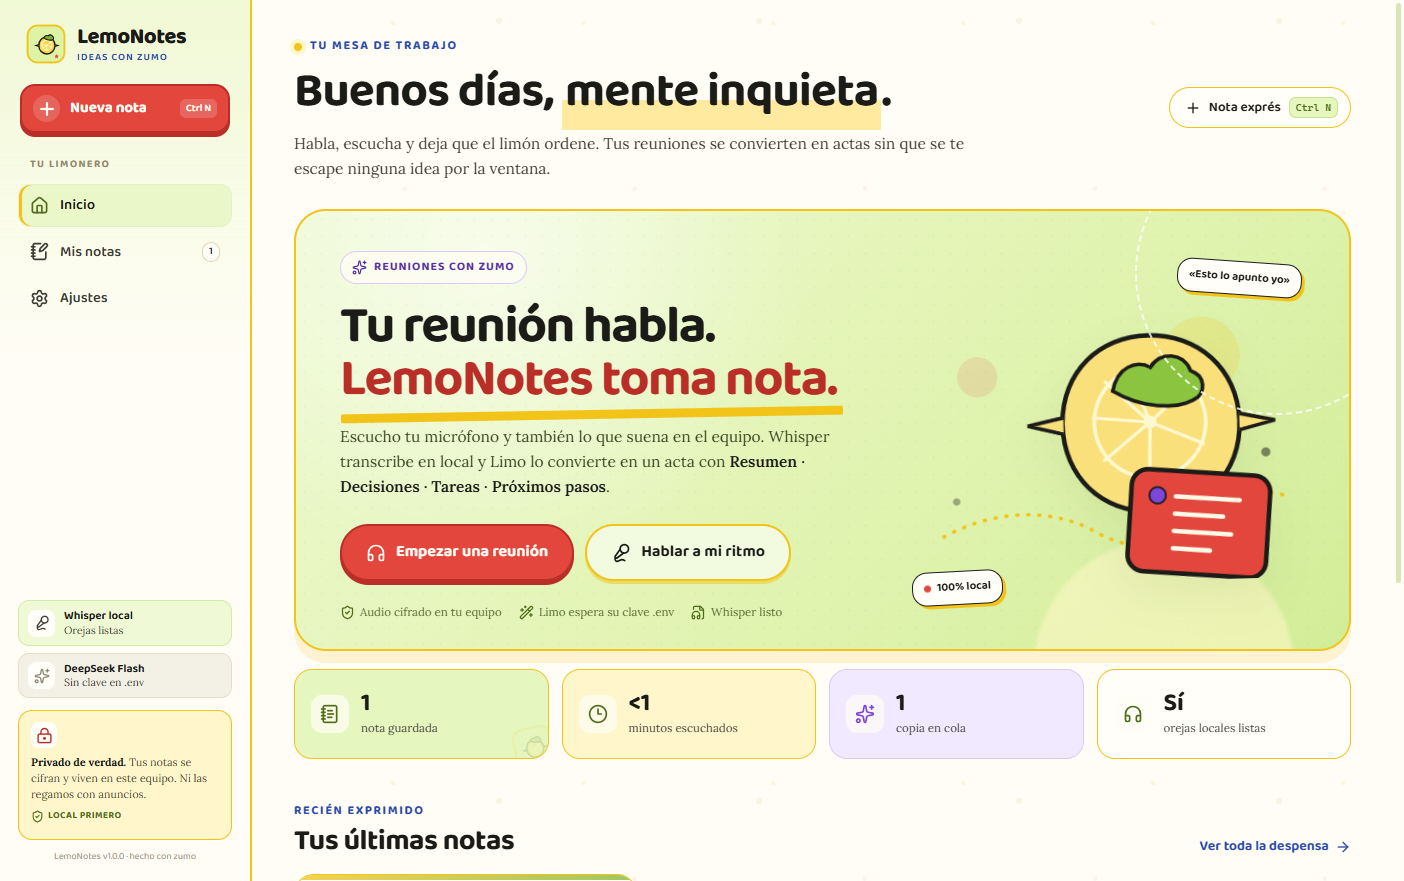 LemoNotes
IDEAS CON ZUMO
Nueva nota
Ctrl N
TU LIMONERO
Inicio
Mis notas
1
Ajustes
Whisper local
Orejas listas
DeepSeek Flash
Sin clave en .env
Privado de verdad. Tus notas se
cifran y viven en este equipo. Ni las
regamos con anuncios.
LOCAL PRIMERO
LemoNotes v1.0.0 · hecho con zumo
TU MESA DE TRABAJO
Buenos días, mente inquieta.
Habla, escucha y deja que el limón ordene. Tus reuniones se convierten en actas sin que se te
escape ninguna idea por la ventana.
Nota exprés
Ctrl N
REUNIONES CON ZUMO
Tu reunión habla.
LemoNotes toma nota.
Escucho tu micrófono y también lo que suena en el equipo. Whisper
transcribe en local y Limo lo convierte en un acta con Resumen ·
Decisiones · Tareas · Próximos pasos.
Empezar una reunión
Hablar a mi ritmo
Audio cifrado en tu equipo
Limo espera su clave .env
Whisper listo
«Esto lo apunto yo»
100% local
1
nota guardada
<1
minutos escuchados
1
copia en cola
Sí
orejas locales listas
RECIÉN EXPRIMIDO
Tus últimas notas
Ver toda la despensa